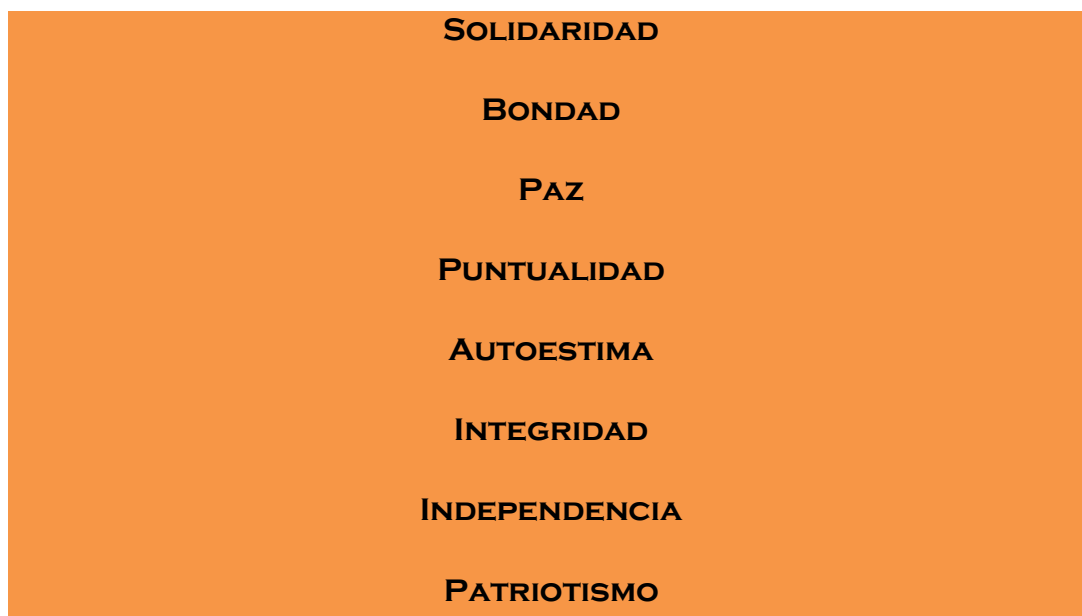 Solidaridad
Bondad
Paz
Puntualidad
Autoestima
Integridad
Independencia
Patriotismo